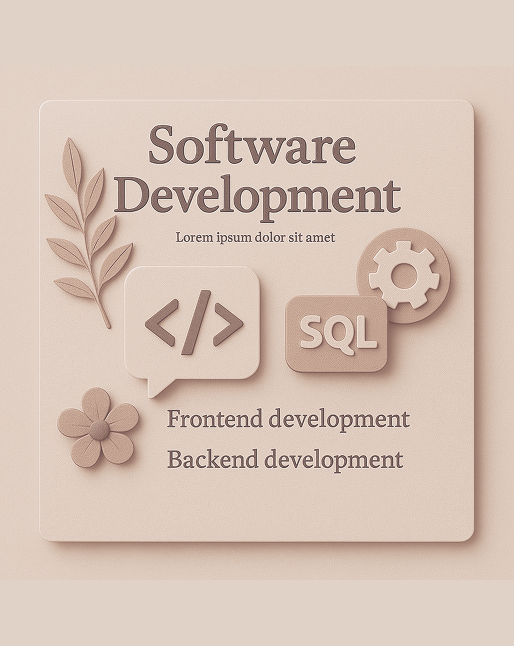 Software
Development
Lorem ipsum dolor sit amet
</>
SQL
Frontend development
Backend development